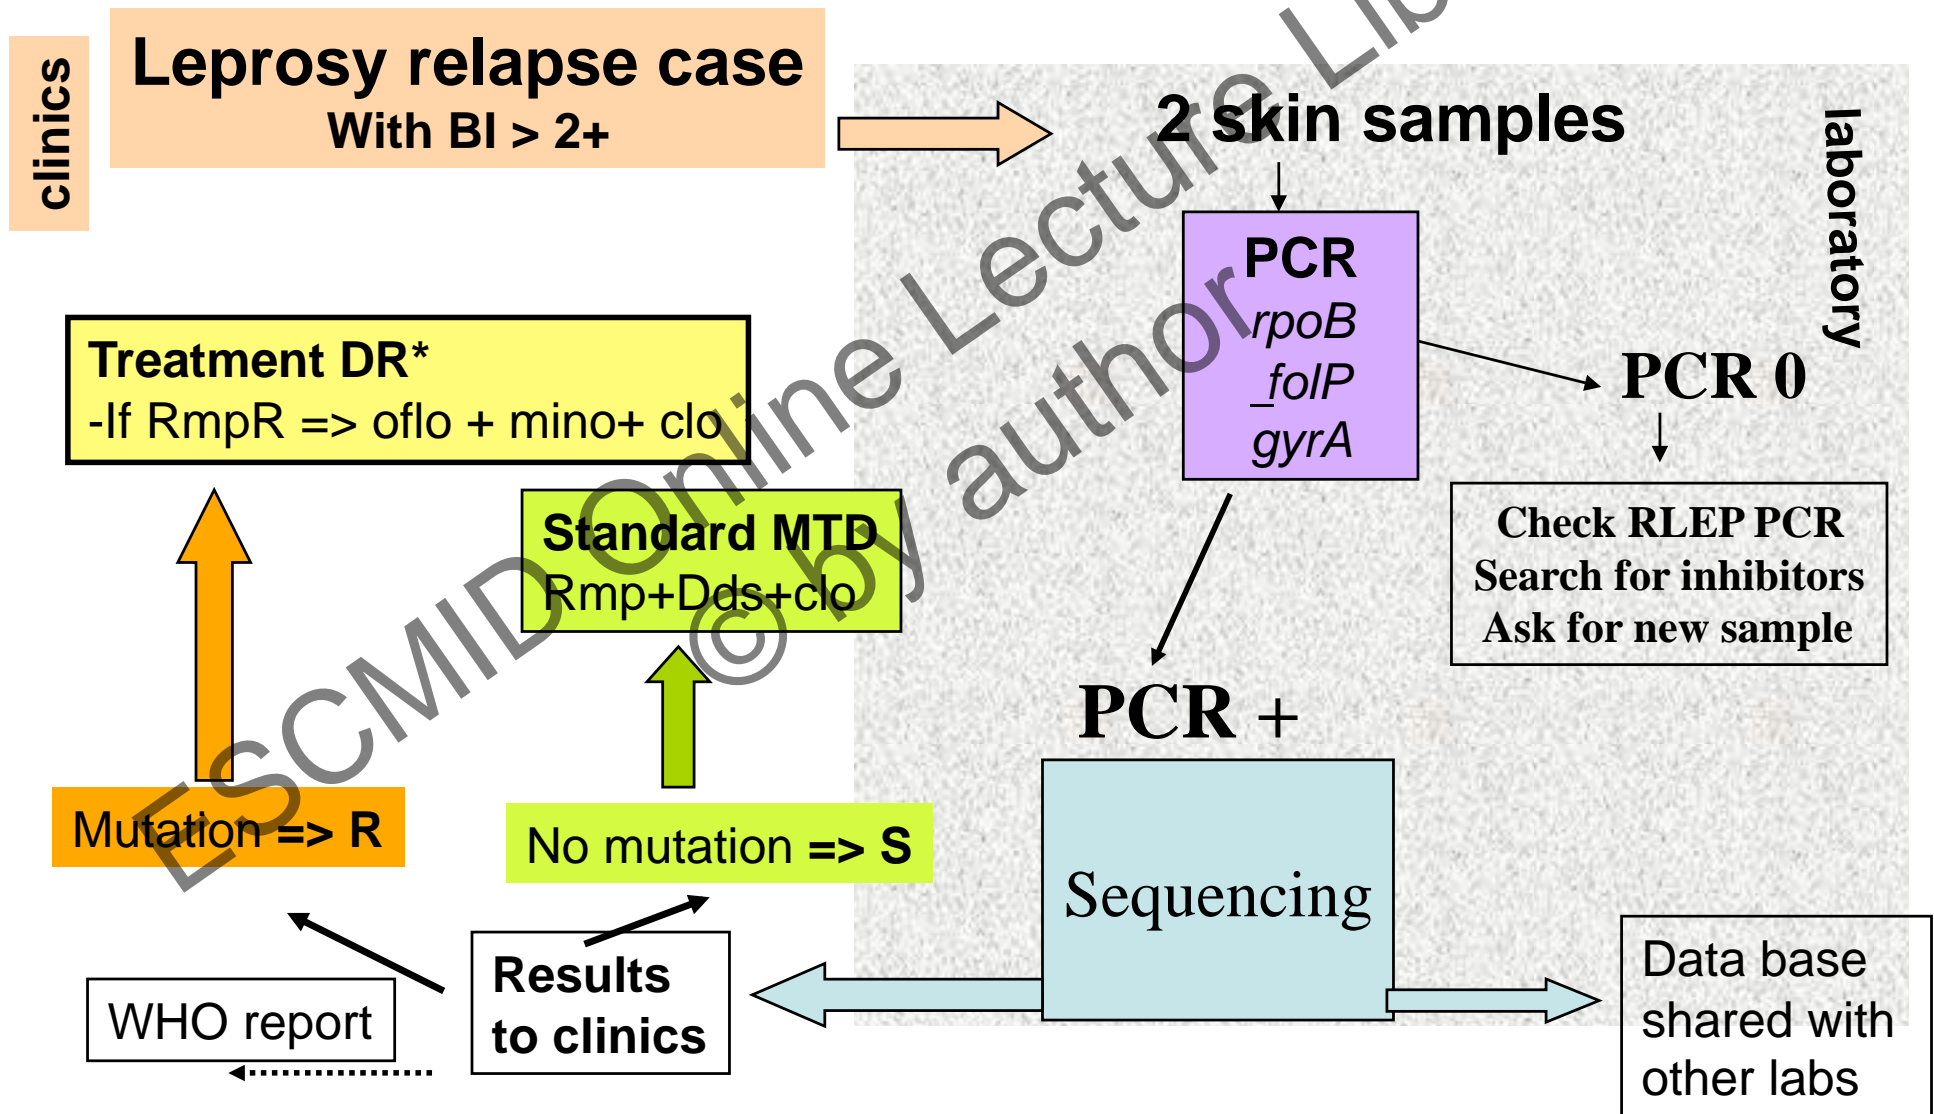 clinics
Leprosy relapse case
With BI > 2+
2 skin samples
laboratory
PCR
rpoB
_folP
gyrA
PCR 0
Check RLEP PCR
Search for inhibitors
Ask for new sample
Treatment DR*
-If RmpR => oflo + mino+ clo
Standard MTD
Rmp+Dds+clo
PCR +
Mutation => R
No mutation => S
Sequencing
Results
to clinics
WHO report
Data base
shared with
other labs
ESCMID Online Lecture Lib
© by author